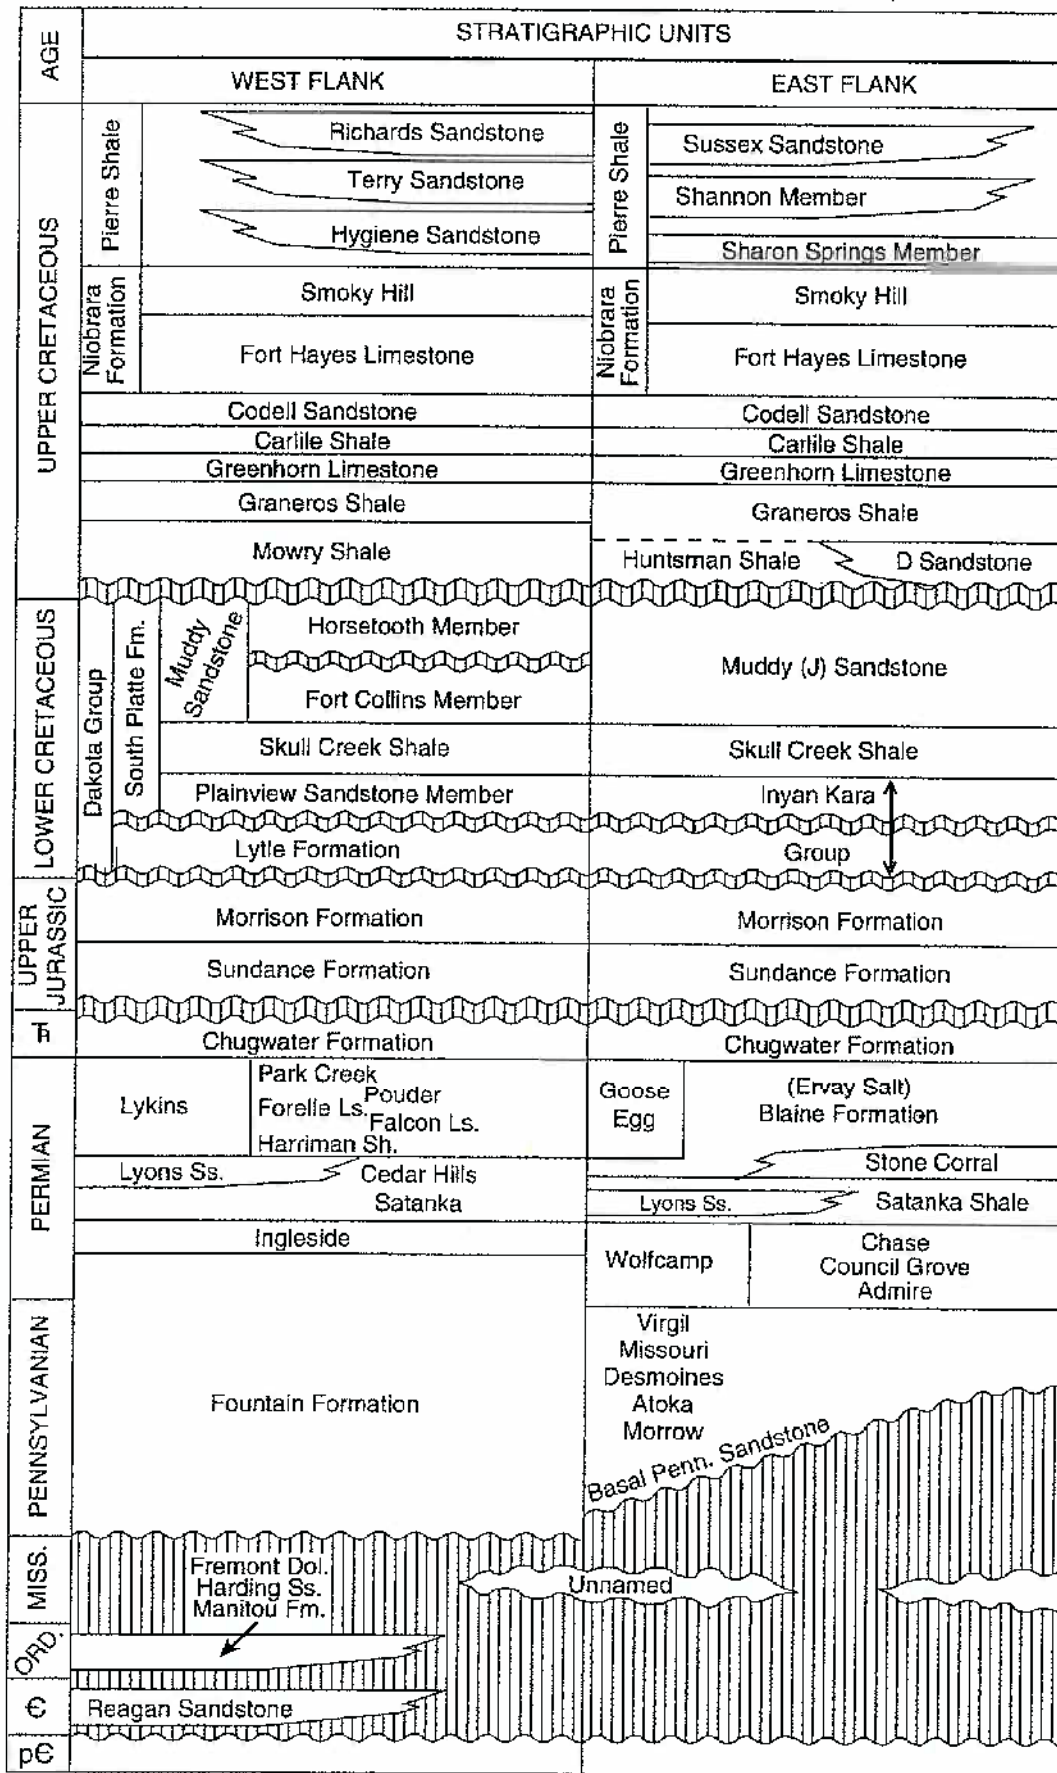 AGE
STRATIGRAPHIC UNITS
WEST FLANK
EAST FLANK
UPPER CRETACEOUS
Pierre Shale
Richards Sandstone
Terry Sandstone
Hygiene Sandstone
Pierre Shale
Sussex Sandstone
Shannon Member
Sharon Springs Member
Niobrara
Formation
Smoky Hill
Fort Hayes Limestone
Niobrara
Formation
Smoky Hill
Fort Hayes Limestone
Codell Sandstone
Codell Sandstone
Carlile Shale
Carlile Shale
Greenhorn Limestone
Greenhorn Limestone
Graneros Shale
Graneros Shale
Mowry Shale
Huntsman Shale
D Sandstone
LOWER CRETACEOUS
Dakota Group
South Platte Fm.
Muddy
Sandstone
Horsetooth Member
Fort Collins Member
Muddy (J) Sandstone
Skull Creek Shale
Skull Creek Shale
Plainview Sandstone Member
Inyan Kara
Lytle Formation
Group
UPPER
JURASSIC
Morrison Formation
Morrison Formation
Sundance Formation
Sundance Formation
Ŧ
Chugwater Formation
Chugwater Formation
PERMIAN
Lykins
Park Creek
Pouder
Forelle Ls.
Falcon Ls.
Harriman Sh.
Goose
Egg
(Ervay Salt)
Blaine Formation
Lyons Ss.
Cedar Hills
Satanka
Stone Corral
Lyons Ss.
Satanka Shale
Ingleside
Wolfcamp
Chase
Council Grove
Admire
PENNSYLVANIAN
Fountain Formation
Virgil
Missouri
Desmoines
Atoka
Morrow
Basal Penn. Sandstone
MISS.
Fremont Dol.
Harding Ss.
Manitou Fm.
Unnamed
ORD.
Є
Reagan Sandstone
pЄ